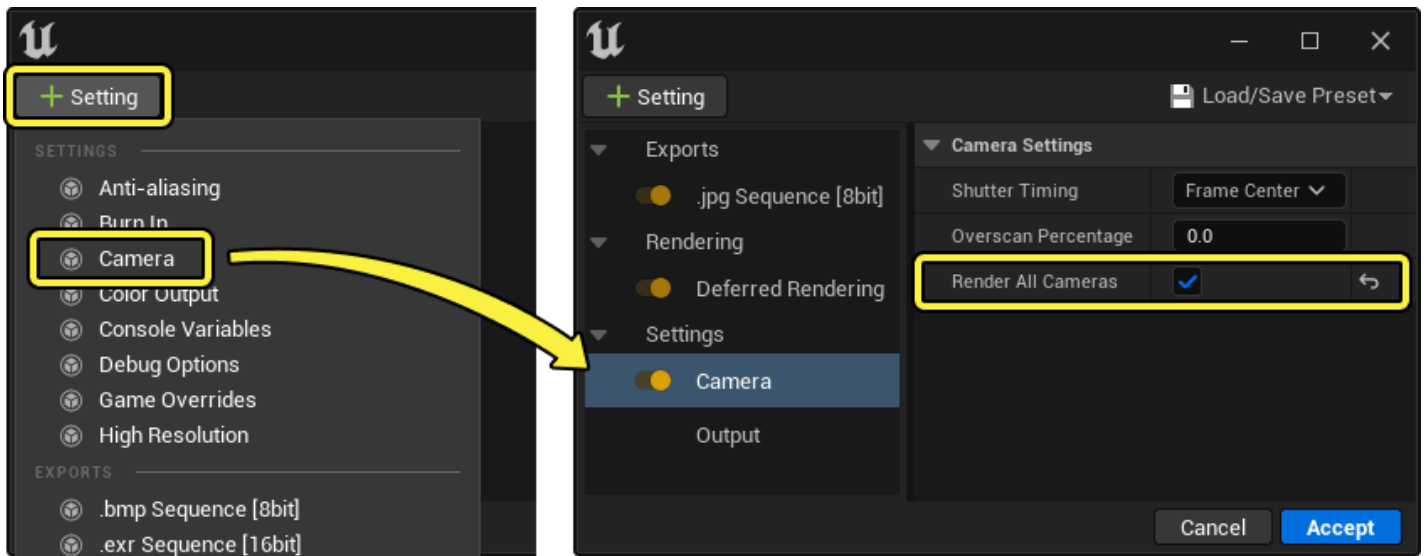 + Setting
SETTINGS
Anti-aliasing
Burn In
Camera
Color Output
Console Variables
Debug Options
Game Overrides
High Resolution
EXPORTS
.bmp Sequence [8bit]
.exr Sequence [16bit]
+ Setting
Load/Save Preset
Exports
.jpg Sequence [8bit]
Rendering
Deferred Rendering
Settings
Camera
Output
Camera Settings
Shutter Timing Frame Center
Overscan Percentage 0.0
Render All Cameras
Cancel Accept